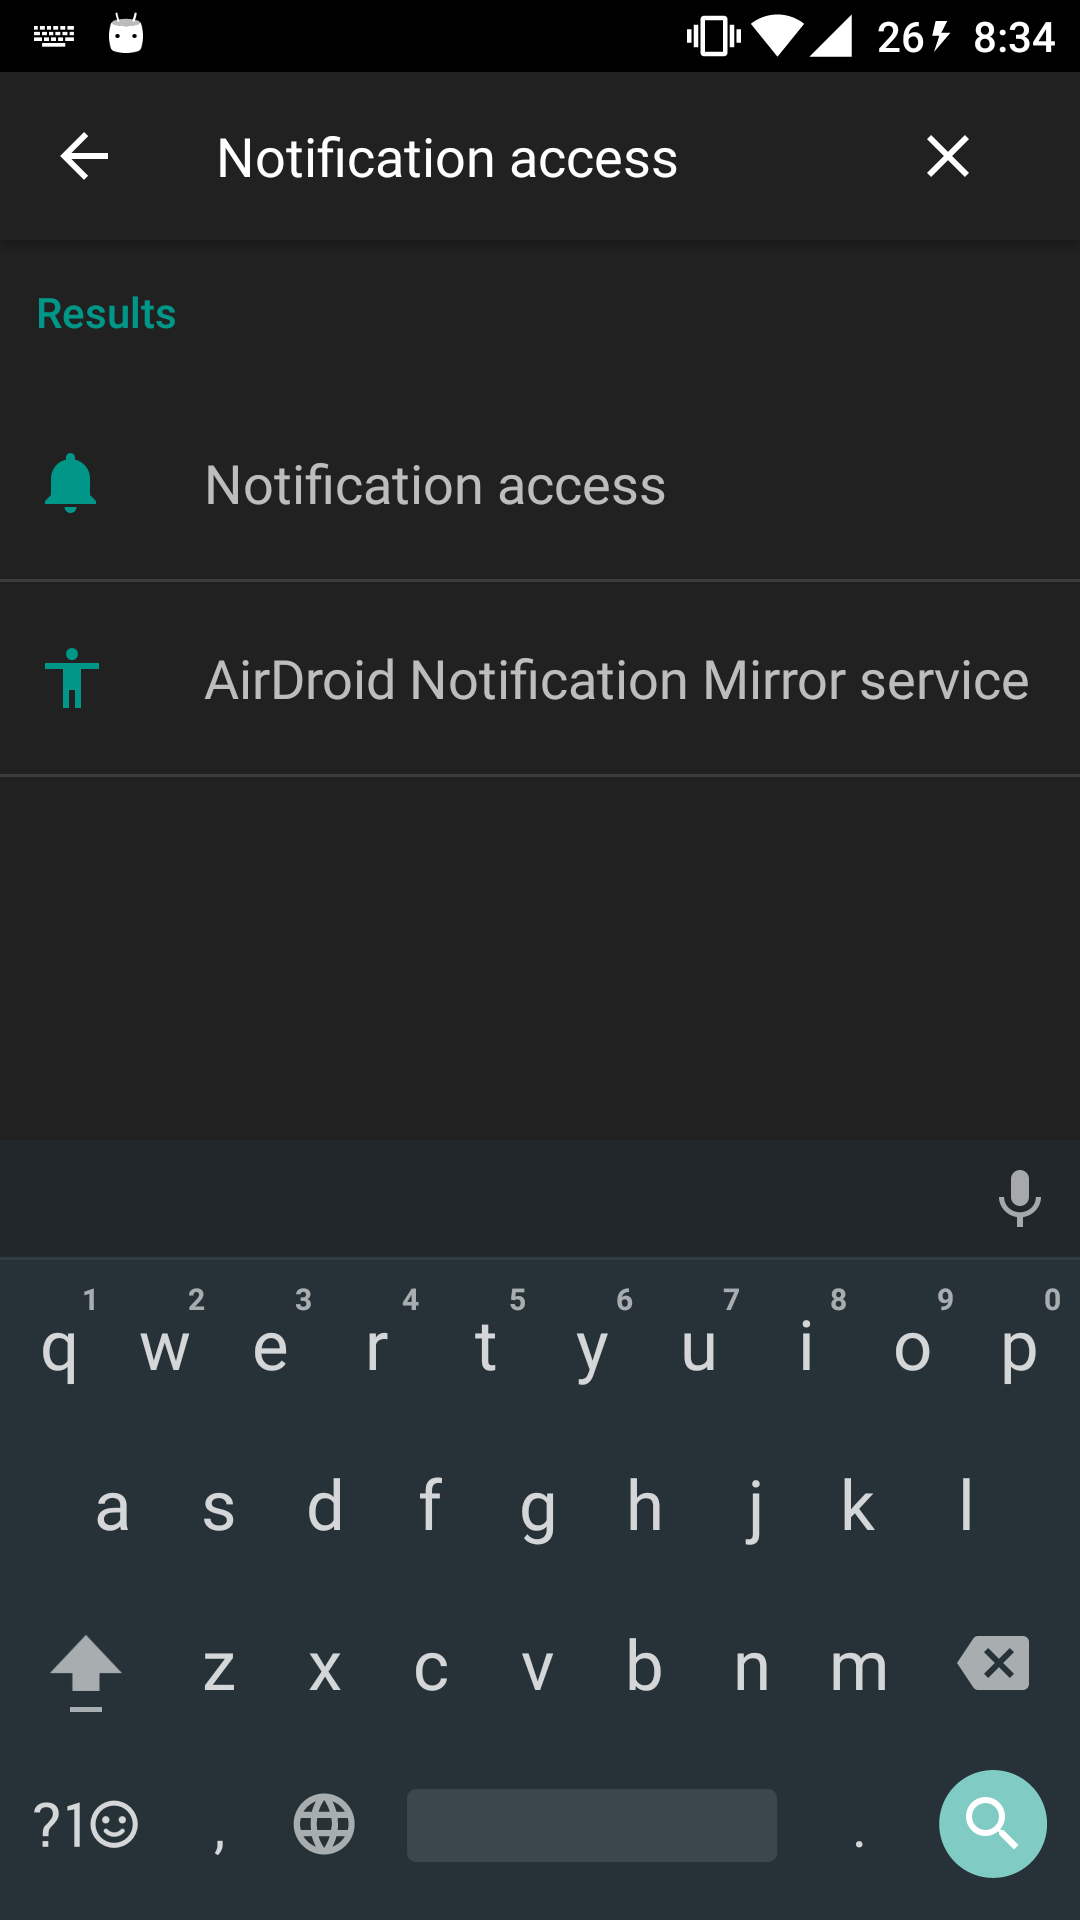 26 8:34
Notification access
Results
Notification access
AirDroid Notification Mirror service
1 2 3 4 5 6 7 8 9 0
q w e r t y u i o p
a s d f g h j k l
z x c v b n m
?1☺ , .